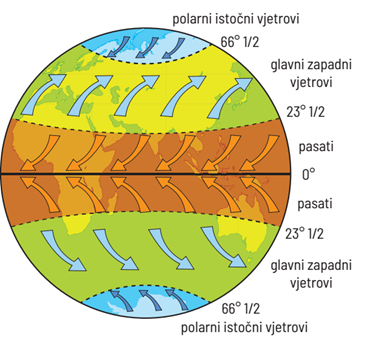 polarni istočni vjetrovi
66° 1/2
glavni zapadni
vjetrovi
23° 1/2
pasati
0°
pasati
23° 1/2
glavni zapadni
vjetrovi
66° 1/2
polarni istočni vjetrovi